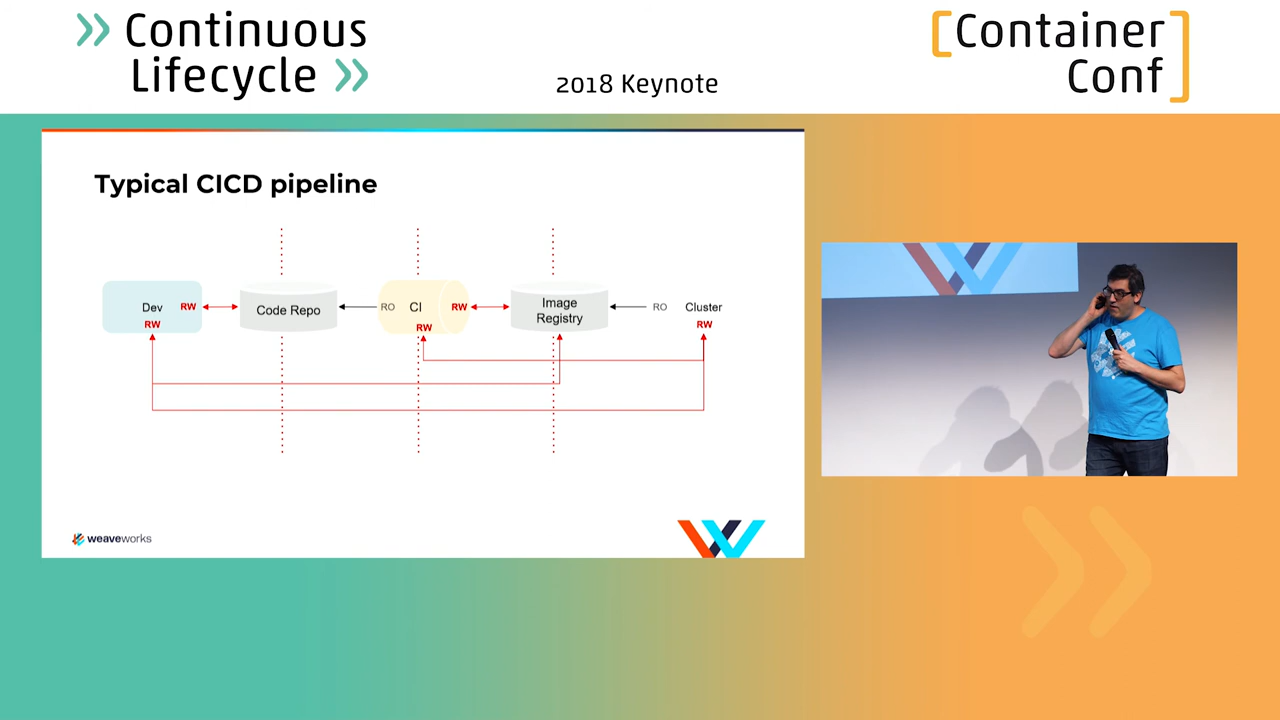 Continuous
Lifecycle
2018 Keynote
Container
Conf
Typical CICD pipeline
Dev
RW
RW
Code Repo
RO
CI
RW
RW
Image
Registry
RO
Cluster
RW
weaveworks